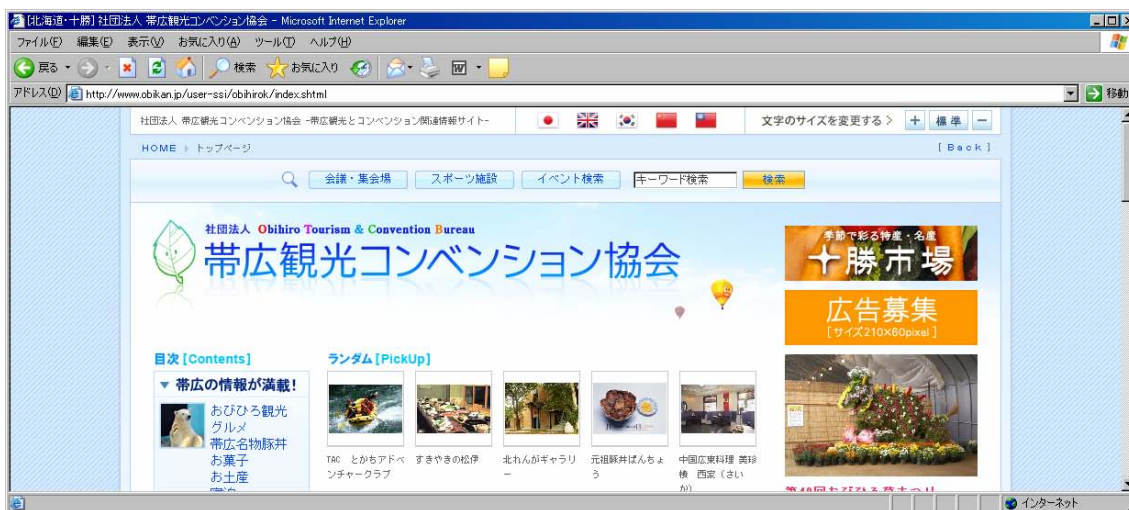 [北海道・十勝] 社団法人 帯広観光コンベンション協会 - Microsoft Internet Explorer
ファイル(F) 編集(E) 表示(V) お気に入り(A) ツール(T) ヘルプ(H)
戻る 検索 お気に入り
アドレス(D) http://www.obikan.jp/user-ssi/obihirok/index.shtml 移動
社団法人 帯広観光コンベンション協会 -帯広観光とコンベンション関連情報サイト- 文字のサイズを変更する > + 標準 -
HOME トップページ [Back]
会議・集会場 スポーツ施設 イベント検索 キーワード検索 検索
社団法人 Obihiro Tourism & Convention Bureau
帯広観光コンベンション協会
季節で彩る特産・名産
十勝市場
広告募集
[サイズ210×60pixel]
目次 [Contents] ランダム [PickUp]
▼ 帯広の情報が満載!
おびひろ観光
グルメ
帯広名物豚丼
お菓子
お土産
TAC とかちアドベンチャークラブ
すきやきの松伊
北れんがギャラリー
元祖豚丼ぱんちょう
中国広東料理 美珍楼 西家(さいか)
インターネット